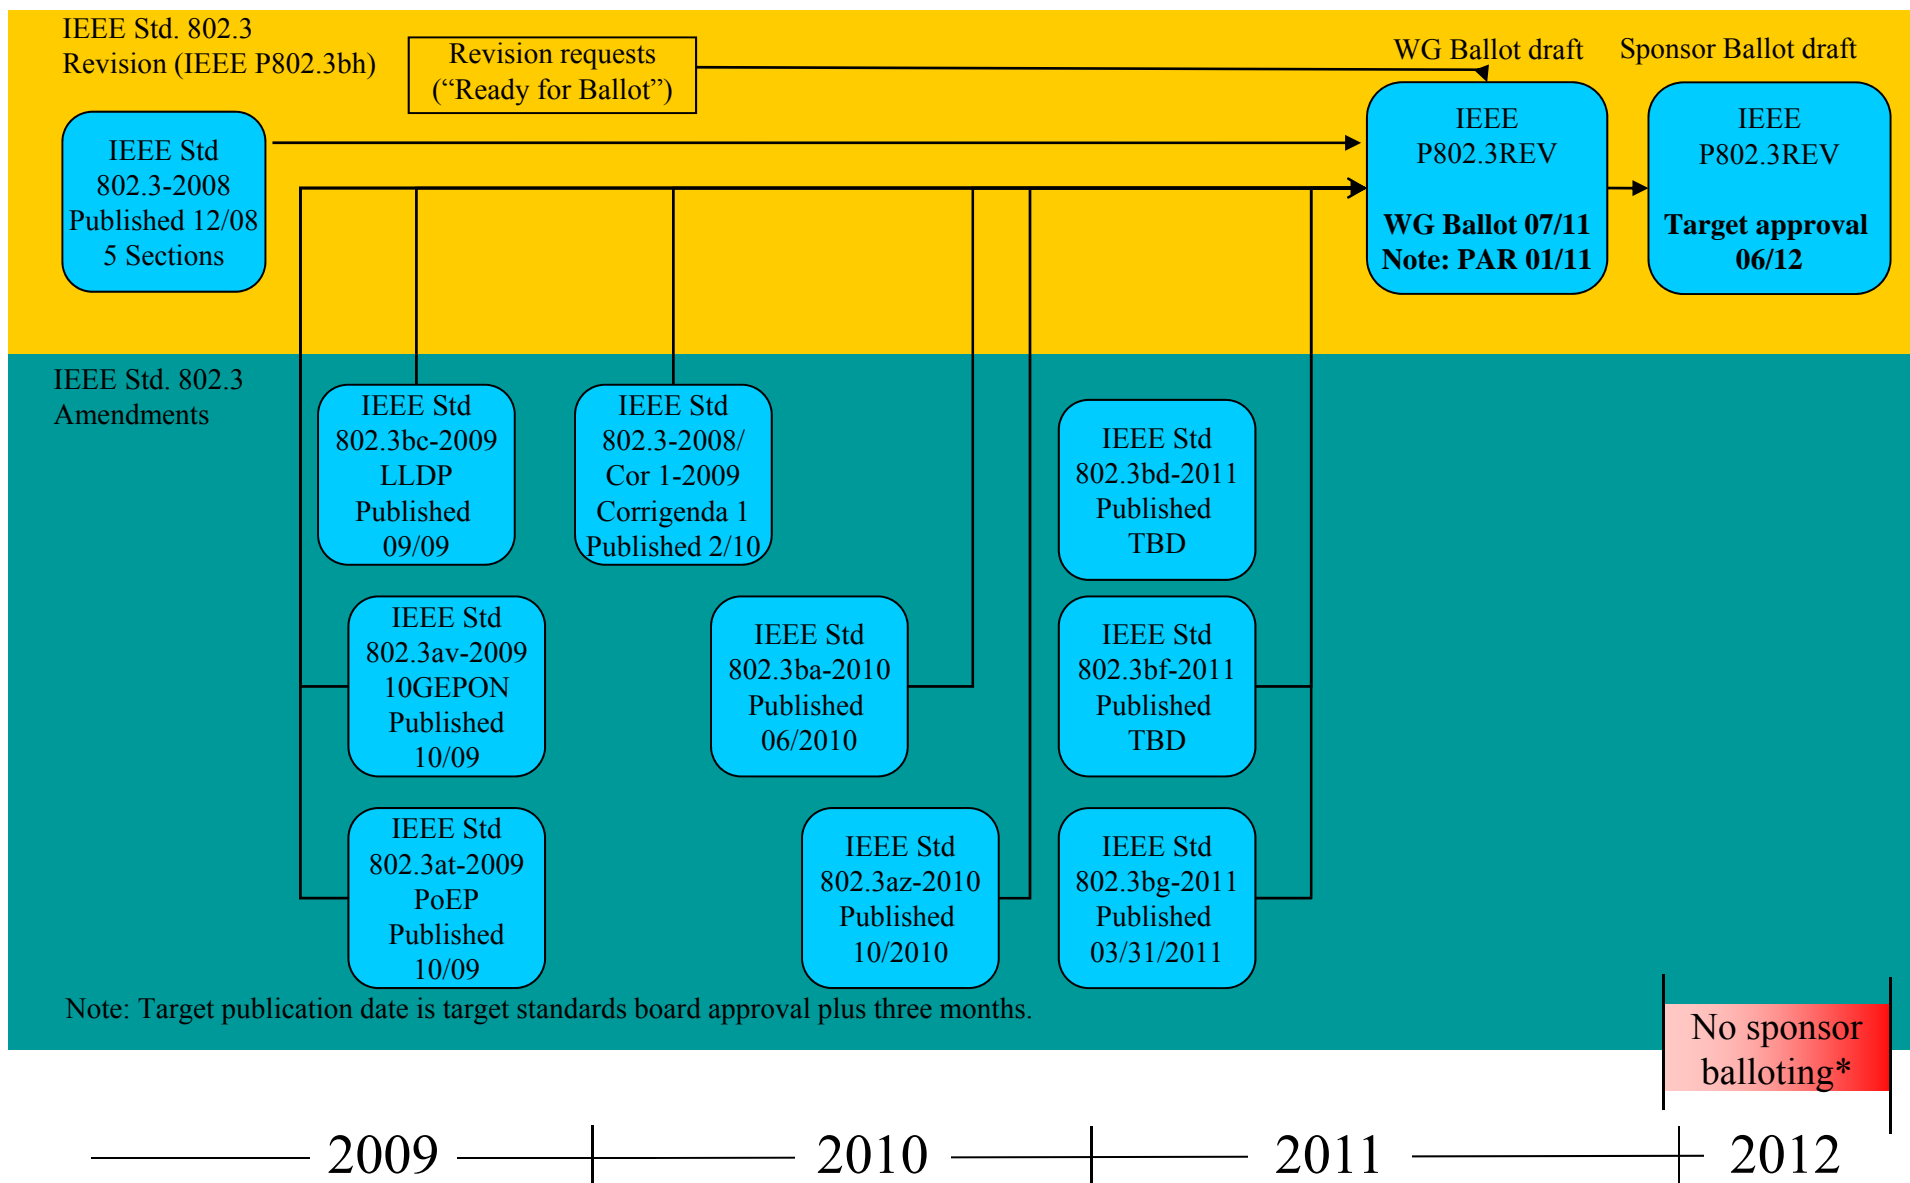 IEEE Std. 802.3
Revision (IEEE P802.3bh)
Revision requests
(“Ready for Ballot”)
WG Ballot draft
Sponsor Ballot draft
IEEE Std
802.3-2008
Published 12/08
5 Sections
IEEE
P802.3REV
WG Ballot 07/11
Note: PAR 01/11
IEEE
P802.3REV
Target approval
06/12
IEEE Std. 802.3
Amendments
IEEE Std
802.3bc-2009
LLDP
Published
09/09
IEEE Std
802.3-2008/
Cor 1-2009
Corrigenda 1
Published 2/10
IEEE Std
802.3bd-2011
Published
TBD
IEEE Std
802.3av-2009
10GEPON
Published
10/09
IEEE Std
802.3ba-2010
Published
06/2010
IEEE Std
802.3bf-2011
Published
TBD
IEEE Std
802.3at-2009
PoEP
Published
10/09
IEEE Std
802.3az-2010
Published
10/2010
IEEE Std
802.3bg-2011
Published
03/31/2011
Note: Target publication date is target standards board approval plus three months.
No sponsor
balloting*
2009
2010
2011
2012